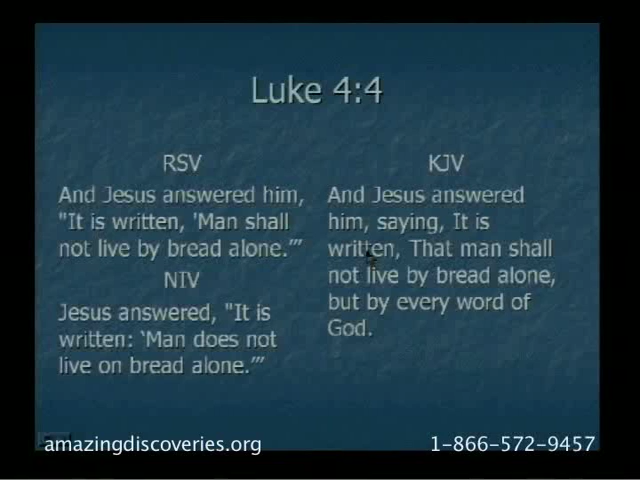 Luke 4:4
RSV
And Jesus answered him,
"It is written, 'Man shall
not live by bread alone.'"
NIV
Jesus answered, "It is
written: 'Man does not
live on bread alone.'"
KJV
And Jesus answered
him, saying, It is
written, That man shall
not live by bread alone,
but by every word of
God.
amazingdiscoveries.org
1-866-572-9457